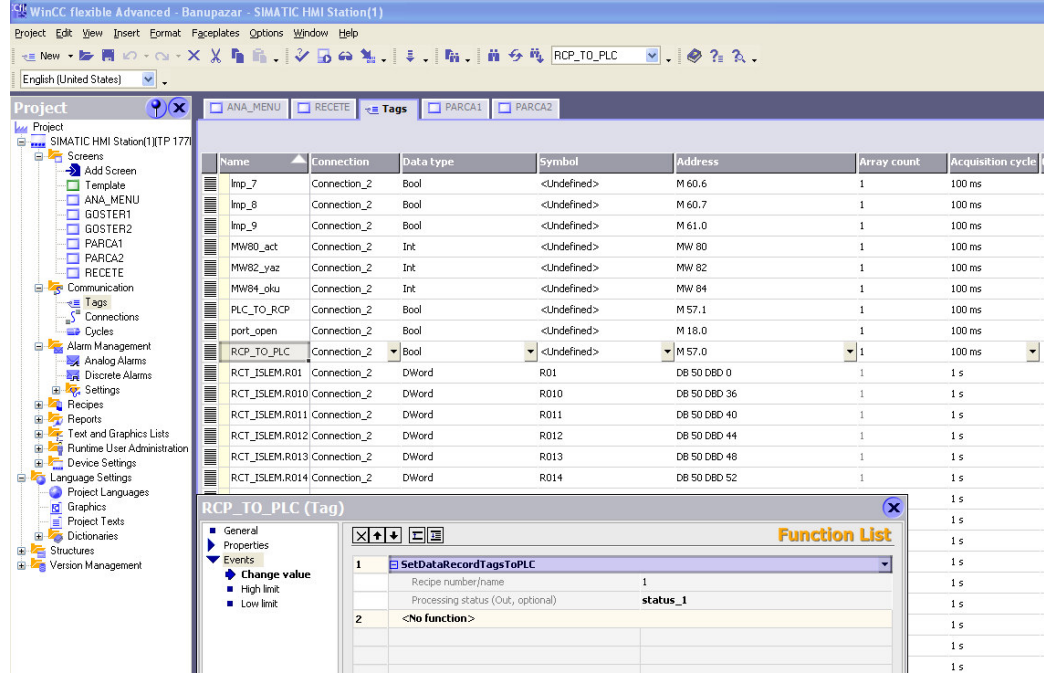 WinCC flexible Advanced - Banupazar - SIMATIC HMI Station(1)
Project Edit View Insert Format Faceplates Options Window Help
New RCP_TO_PLC
English (United States)
Project
ANA_MENU RECETE Tags PARCA1 PARCA2
Project
SIMATIC HMI Station(1)(TP 177
Screens
Add Screen
Template
ANA_MENU
GOSTER1
GOSTER2
PARCA1
PARCA2
RECETE
Communication
Tags
Connections
Cycles
Alarm Management
Analog Alarms
Discrete Alarms
Settings
Recipes
Reports
Text and Graphics Lists
Runtime User Administration
Device Settings
Language Settings
Project Languages
Graphics
Project Texts
Dictionaries
Structures
Version Management
Name Connection Data type Symbol Address Array count Acquisition cycle
lmp_7 Connection_2 Bool <Undefined> M 60.6 1 100 ms
lmp_8 Connection_2 Bool <Undefined> M 60.7 1 100 ms
lmp_9 Connection_2 Bool <Undefined> M 61.0 1 100 ms
MW80_act Connection_2 Int <Undefined> MW 80 1 100 ms
MW82_yaz Connection_2 Int <Undefined> MW 82 1 100 ms
MW84_oku Connection_2 Int <Undefined> MW 84 1 100 ms
PLC_TO_RCP Connection_2 Bool <Undefined> M 57.1 1 100 ms
port_open Connection_2 Bool <Undefined> M 18.0 1 100 ms
RCP_TO_PLC Connection_2 Bool <Undefined> M 57.0 1 100 ms
RCT_ISLEM.R01 Connection_2 DWord R01 DB 50 DBD 0 1 1 s
RCT_ISLEM.R010 Connection_2 DWord R010 DB 50 DBD 36 1 1 s
RCT_ISLEM.R011 Connection_2 DWord R011 DB 50 DBD 40 1 1 s
RCT_ISLEM.R012 Connection_2 DWord R012 DB 50 DBD 44 1 1 s
RCT_ISLEM.R013 Connection_2 DWord R013 DB 50 DBD 48 1 1 s
RCT_ISLEM.R014 Connection_2 DWord R014 DB 50 DBD 52 1 1 s
1 s
1 s
1 s
1 s
1 s
1 s
1 s
1 s
1 s
RCP_TO_PLC (Tag)
General
Properties
Events
Change value
High limit
Low limit
Function List
1 SetDataRecordTagsToPLC
Recipe number/name 1
Processing status (Out, optional) status_1
2 <No function>